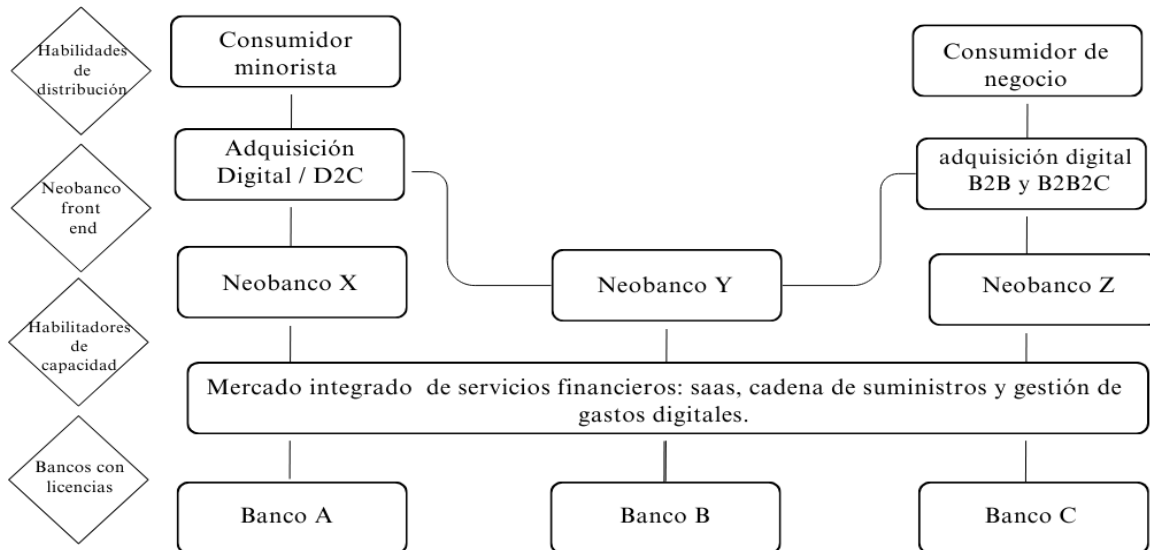 Habilidades
de
distribución
Consumidor
minorista
Consumidor de
negocio
Neobanco
front
end
Adquisición
Digital / D2C
adquisición digital
B2B y B2B2C
Neobanco X
Neobanco Y
Neobanco Z
Habilitadores
de
capacidad
Mercado integrado de servicios financieros: saas, cadena de suministros y gestión de
gastos digitales.
Bancos con
licencias
Banco A
Banco B
Banco C